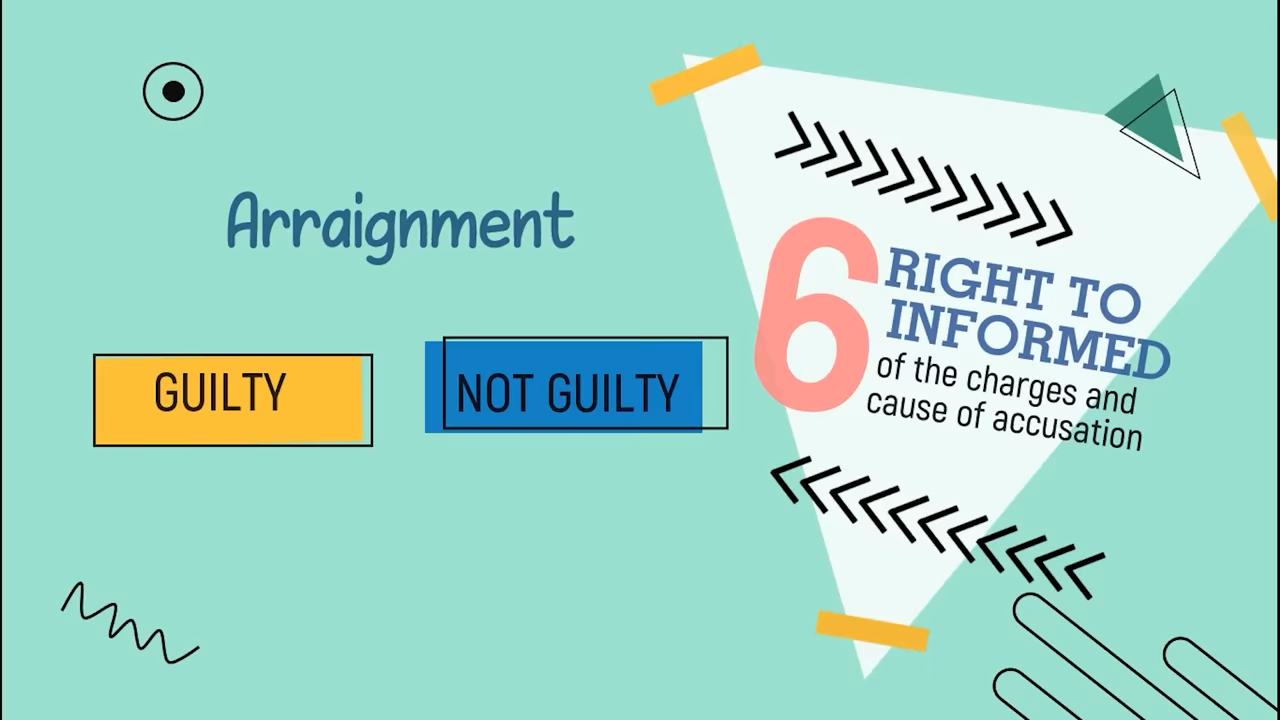 Arraignment
GUILTY
NOT GUILTY
6
RIGHT TO
INFORMED
of the charges and
cause of accusation